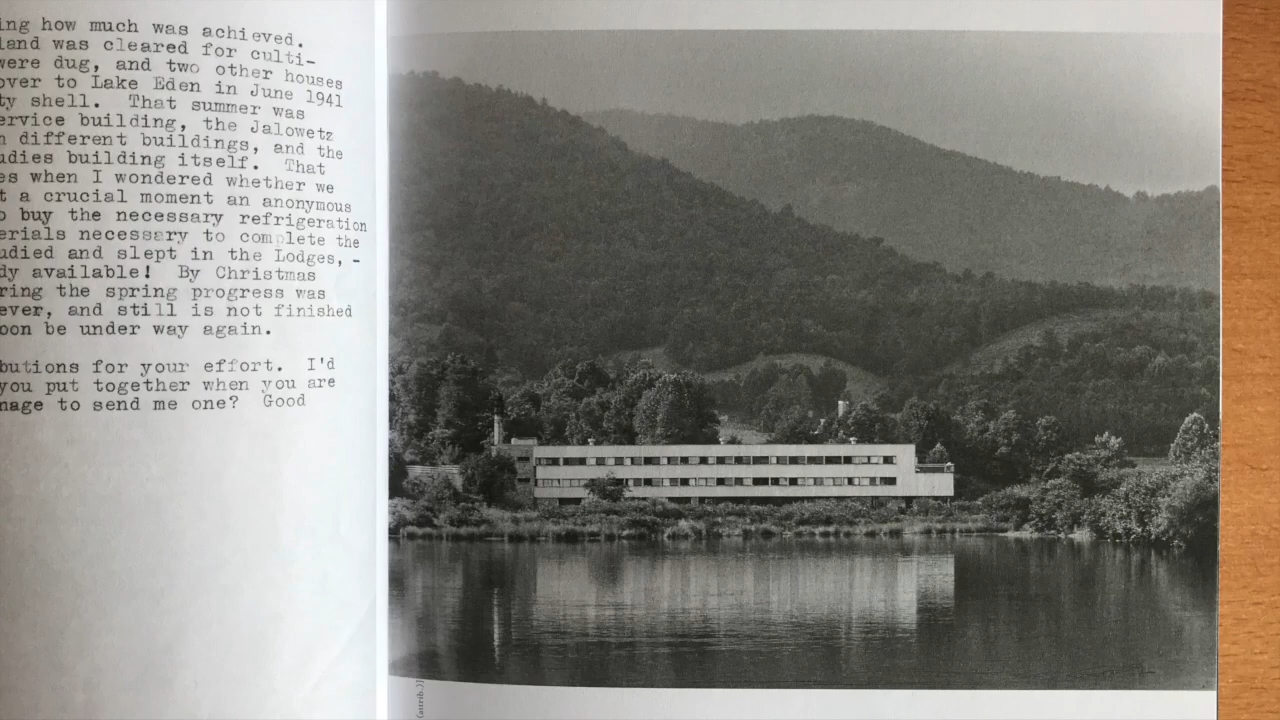 ing how much was achieved.
land was cleared for culti-
were dug, and two other houses
over to Lake Eden in June 1941
ty shell. That summer was
ervice building, the Jalowetz
n different buildings, and the
udies building itself. That
es when I wondered whether we
t a crucial moment an anonymous
o buy the necessary refrigeration
erials necessary to complete the
udied and slept in the Lodges, -
dy available! By Christmas
ring the spring progress was
ever, and still is not finished
oon be under way again.
butions for your effort. I'd
you put together when you are
nage to send me one? Good
(attrib.)]